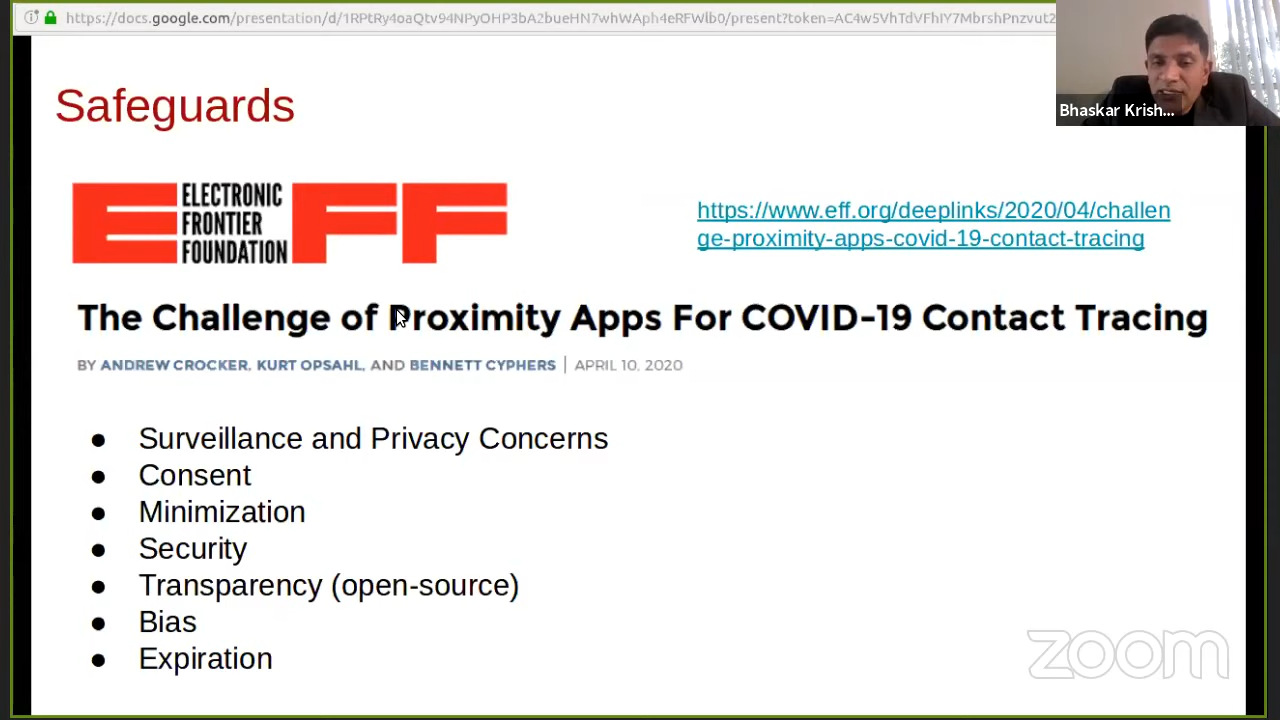 https://docs.google.com/presentation/d/1RPtRy4oaQtv94NPyOHP3bA2bueHN7whWAph4eRFWlb0/present?token=AC4w5VhTdVFhIY7MbrshPnzvut2
Bhaskar Krish...
Safeguards
ELECTRONIC
FRONTIER
FOUNDATION
EFF
https://www.eff.org/deeplinks/2020/04/challen
ge-proximity-apps-covid-19-contact-tracing
The Challenge of Proximity Apps For COVID-19 Contact Tracing
BY ANDREW CROCKER, KURT OPSAHL, AND BENNETT CYPHERS | APRIL 10, 2020
● Surveillance and Privacy Concerns
● Consent
● Minimization
● Security
● Transparency (open-source)
● Bias
● Expiration
zoom